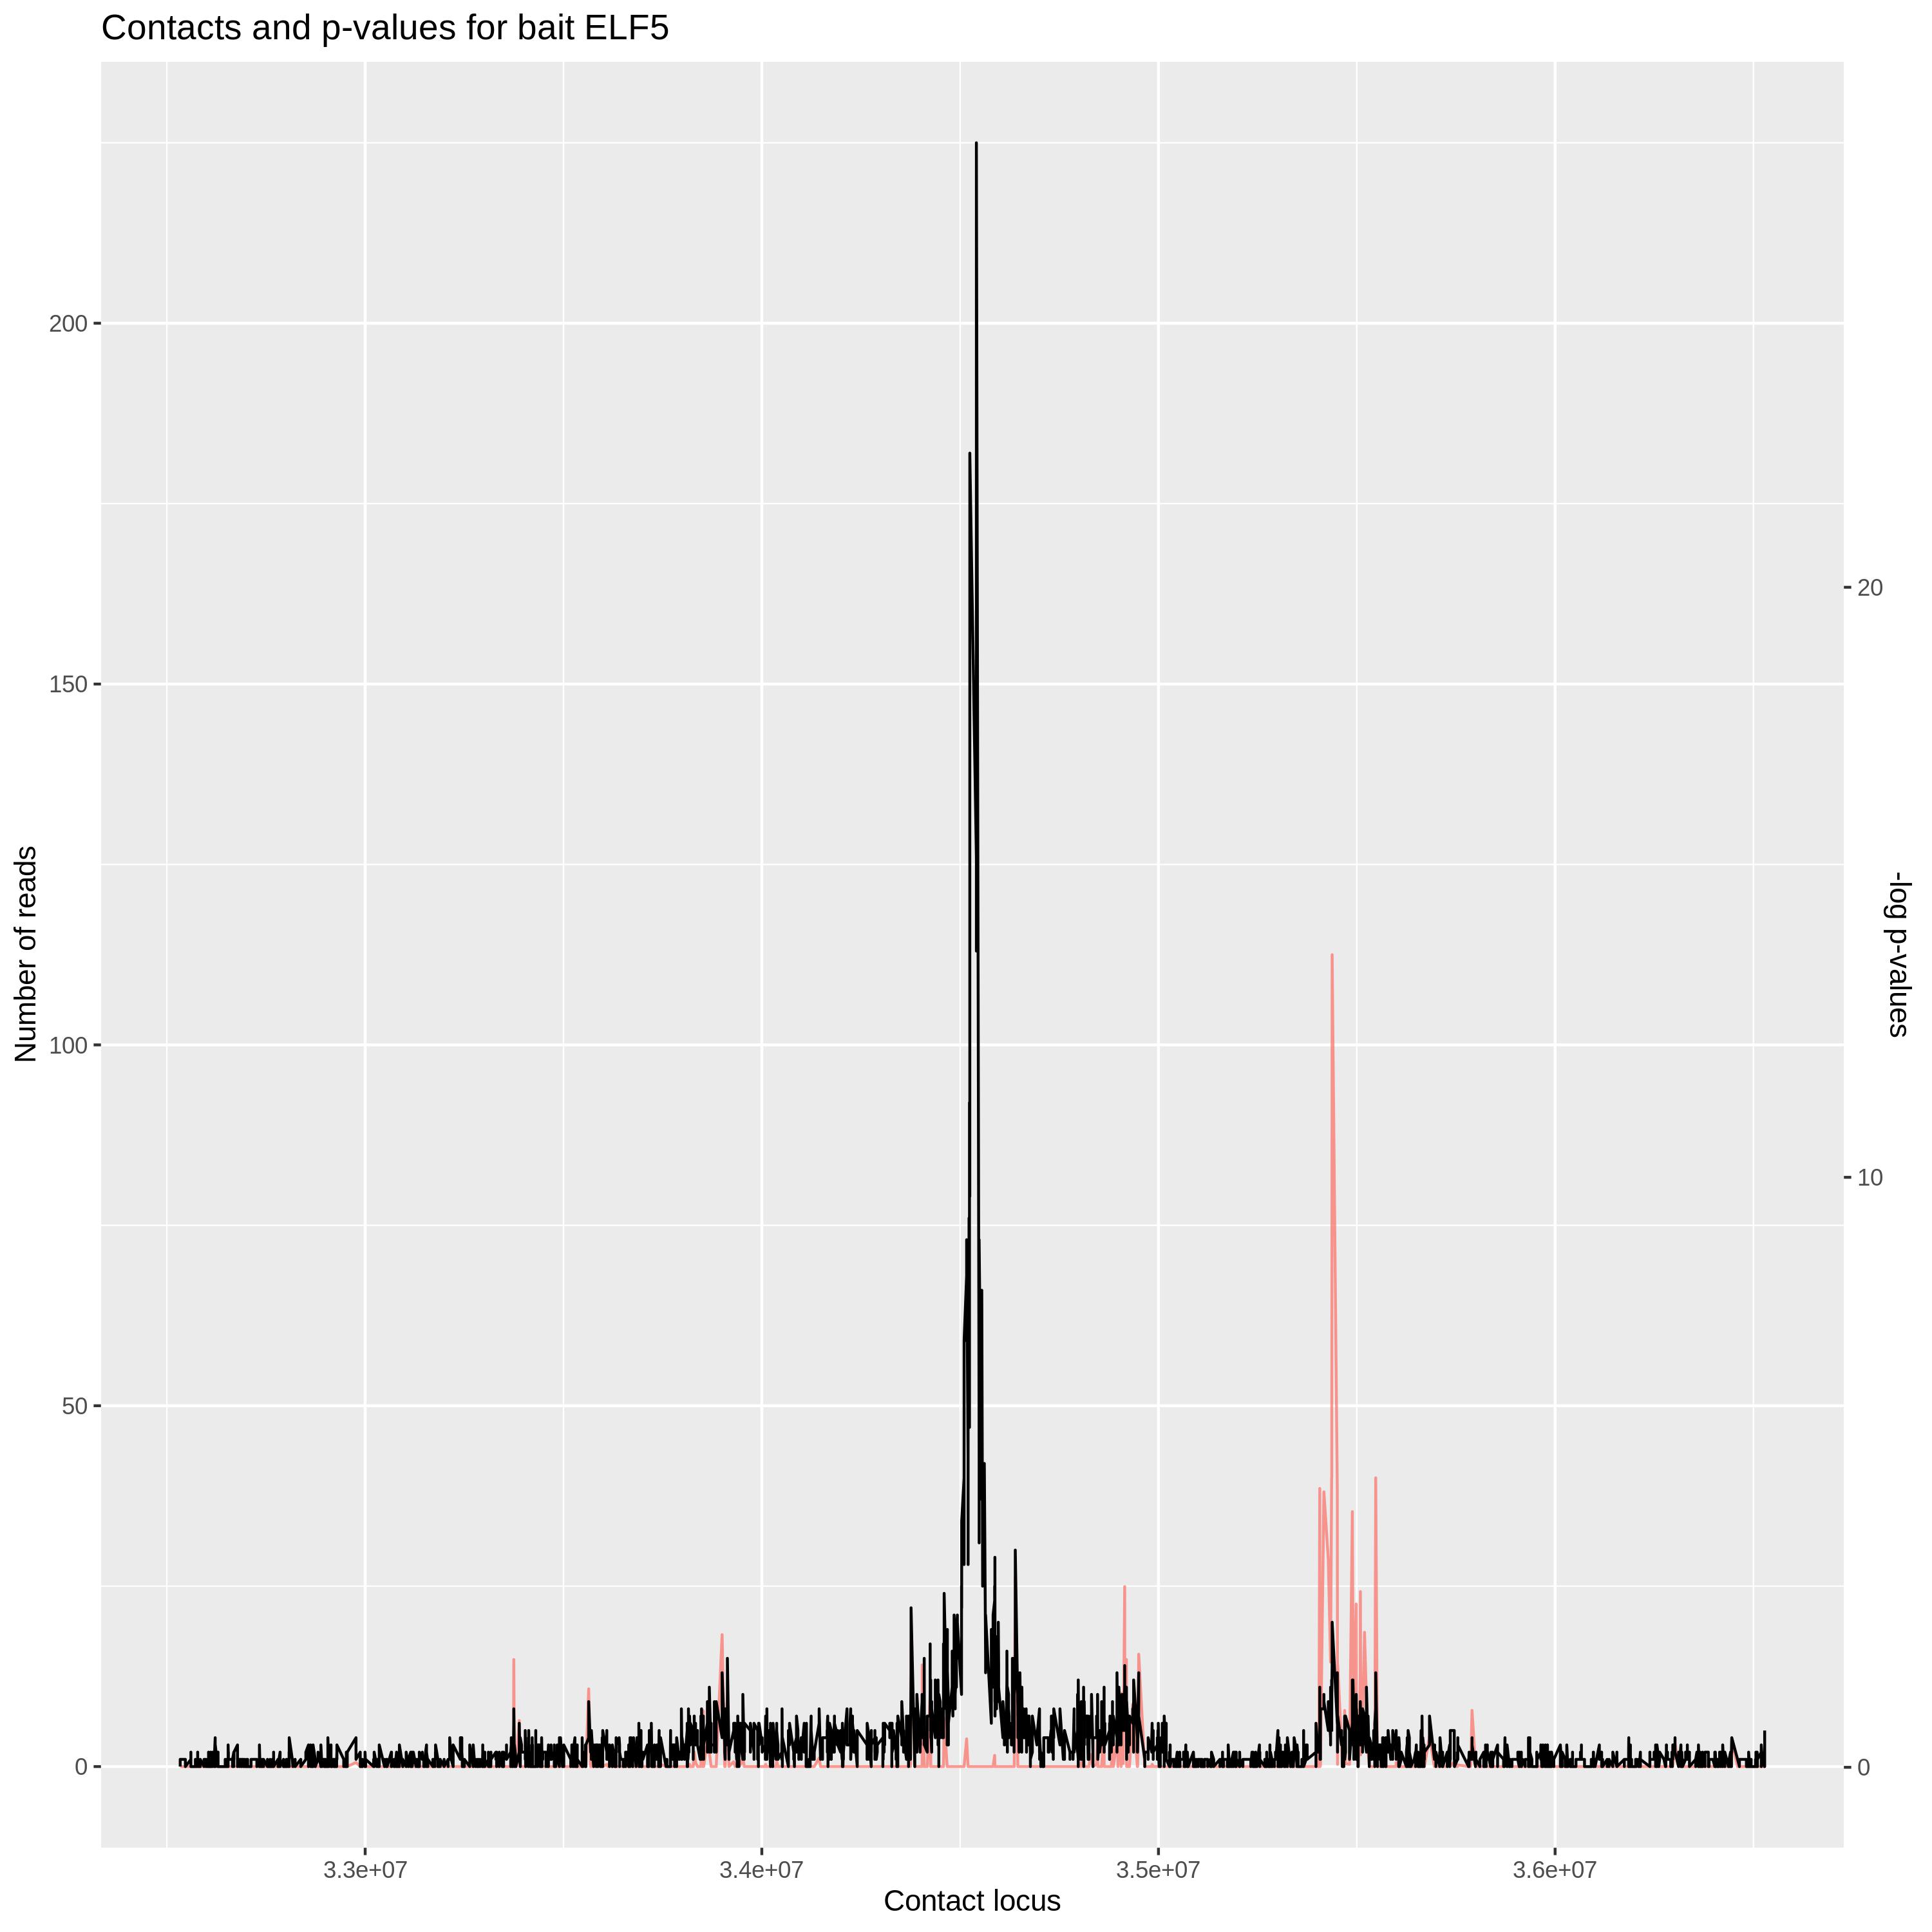 Contacts and p-values for bait ELF5
200
150
100
50
0
Number of reads
20
10
0
-log p-values
3.3e+07
3.4e+07
3.5e+07
3.6e+07
Contact locus